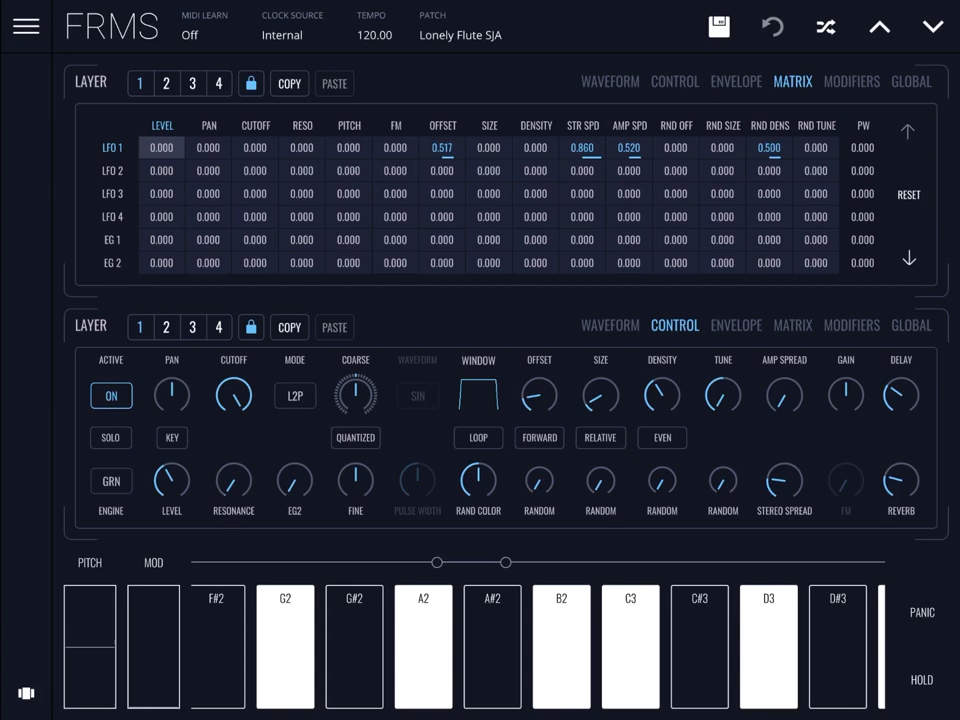 FRMS
MIDI LEARN CLOCK SOURCE TEMPO PATCH
Off Internal 120.00 Lonely Flute SJA
LAYER 1 2 3 4 COPY PASTE WAVEFORM CONTROL ENVELOPE MATRIX MODIFIERS GLOBAL
LEVEL PAN CUTOFF RESO PITCH FM OFFSET SIZE DENSITY STR SPD AMP SPD RND OFF RND SIZE RND DENS RND TUNE PW
LFO 1 0.000 0.000 0.000 0.000 0.000 0.000 0.517 0.000 0.000 0.860 0.520 0.000 0.000 0.500 0.000 0.000
LFO 2 0.000 0.000 0.000 0.000 0.000 0.000 0.000 0.000 0.000 0.000 0.000 0.000 0.000 0.000 0.000 0.000
LFO 3 0.000 0.000 0.000 0.000 0.000 0.000 0.000 0.000 0.000 0.000 0.000 0.000 0.000 0.000 0.000 0.000 RESET
LFO 4 0.000 0.000 0.000 0.000 0.000 0.000 0.000 0.000 0.000 0.000 0.000 0.000 0.000 0.000 0.000 0.000
EG 1 0.000 0.000 0.000 0.000 0.000 0.000 0.000 0.000 0.000 0.000 0.000 0.000 0.000 0.000 0.000 0.000
EG 2 0.000 0.000 0.000 0.000 0.000 0.000 0.000 0.000 0.000 0.000 0.000 0.000 0.000 0.000 0.000 0.000
LAYER 1 2 3 4 COPY PASTE WAVEFORM CONTROL ENVELOPE MATRIX MODIFIERS GLOBAL
ACTIVE PAN CUTOFF MODE COARSE WAVEFORM WINDOW OFFSET SIZE DENSITY TUNE AMP SPREAD GAIN DELAY
ON L2P SIN
SOLO KEY QUANTIZED LOOP FORWARD RELATIVE EVEN
GRN
ENGINE LEVEL RESONANCE EG2 FINE PULSE WIDTH RAND COLOR RANDOM RANDOM RANDOM RANDOM STEREO SPREAD FM REVERB
PITCH MOD
F#2 G2 G#2 A2 A#2 B2 C3 C#3 D3 D#3
PANIC
HOLD